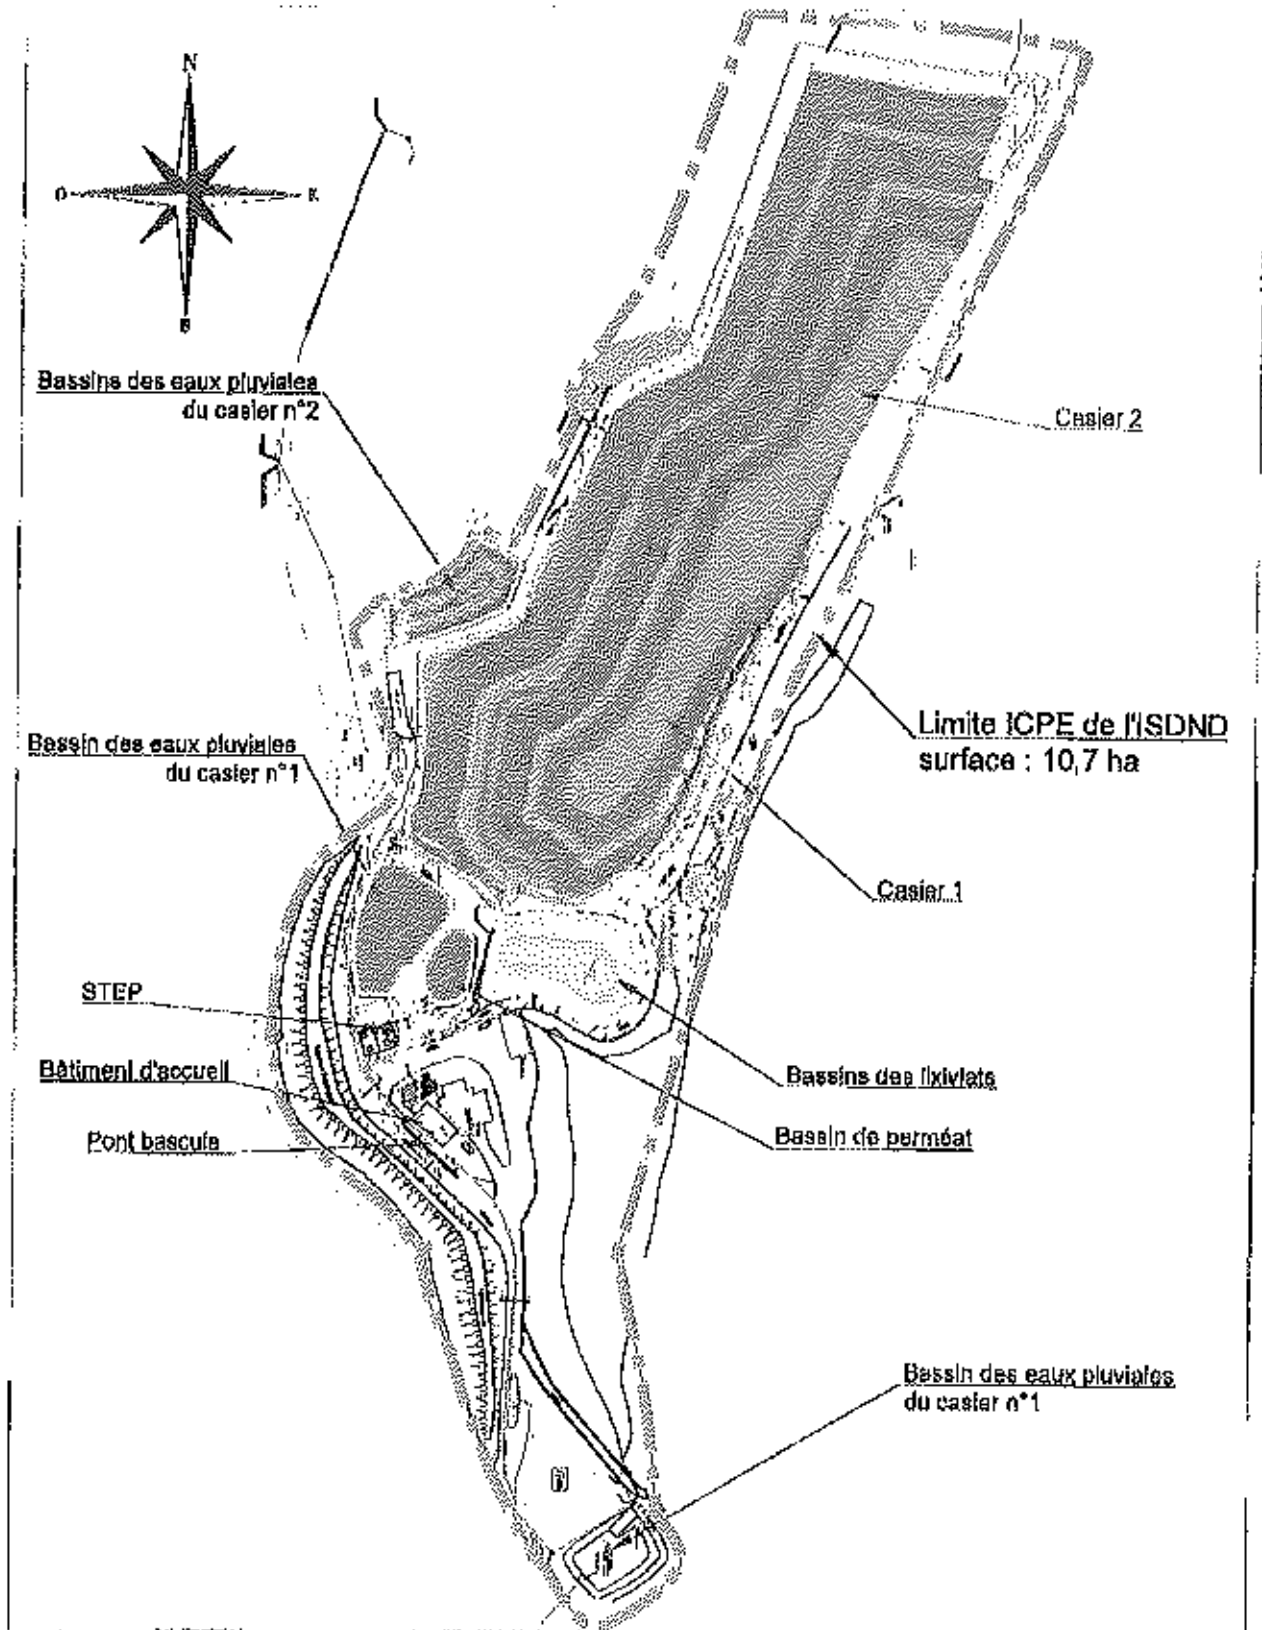 N
O
E
S
Bassins des eaux pluviales
du casier n°2
Casier 2
Limite ICPE de l'ISDND
surface : 10,7 ha
Bassin des eaux pluviales
du casier n°1
Casier 1
STEP
Bâtiment d'accueil
Bassins des lixiviats
Pont bascule
Bassin de perméat
Bassin des eaux pluviales
du casier n°1